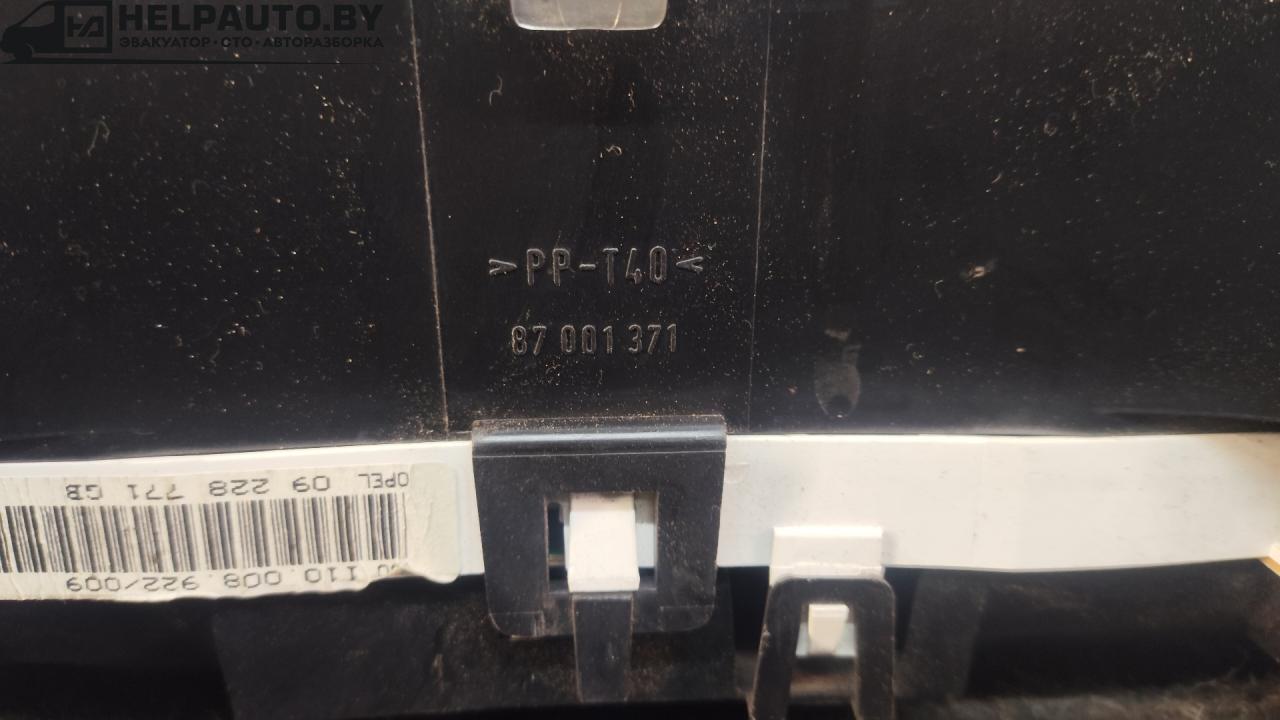 HELPAUTO.BY
ЭВАКУАТОР • СТО • АВТОРАЗБОРКА
>PP-T40<
87 001 371
OPEL 09 228 771 GB
110.008.922/009